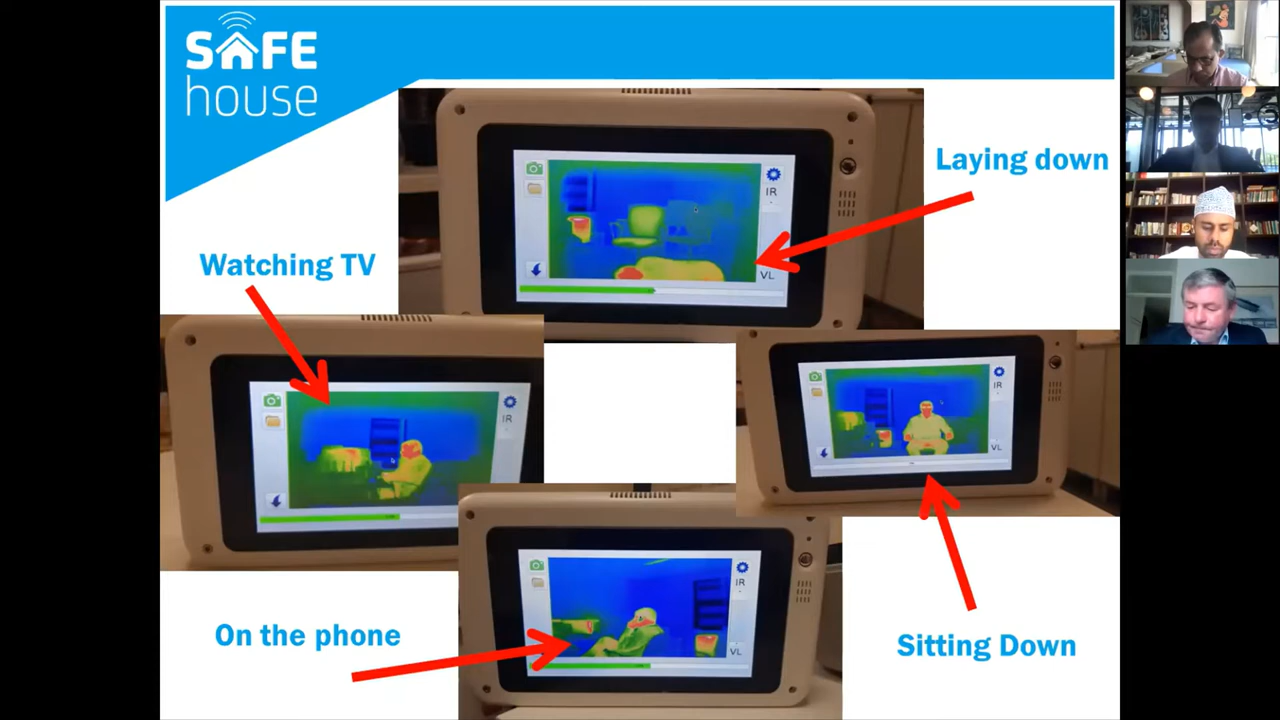 SAFE
house
Laying down
IR
VL
Watching TV
IR
IR
VL
IR
VL
On the phone
Sitting Down